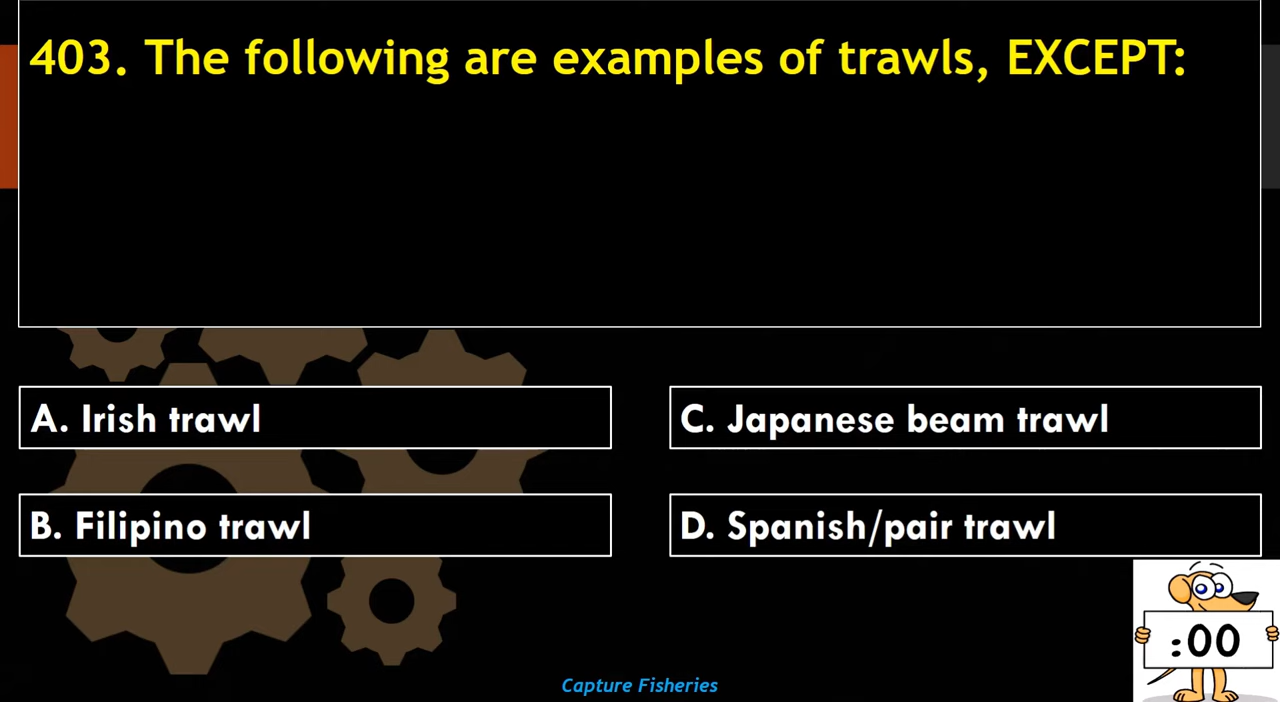 403. The following are examples of trawls, EXCEPT:
A. Irish trawl
B. Filipino trawl
C. Japanese beam trawl
D. Spanish/pair trawl
:00
Capture Fisheries